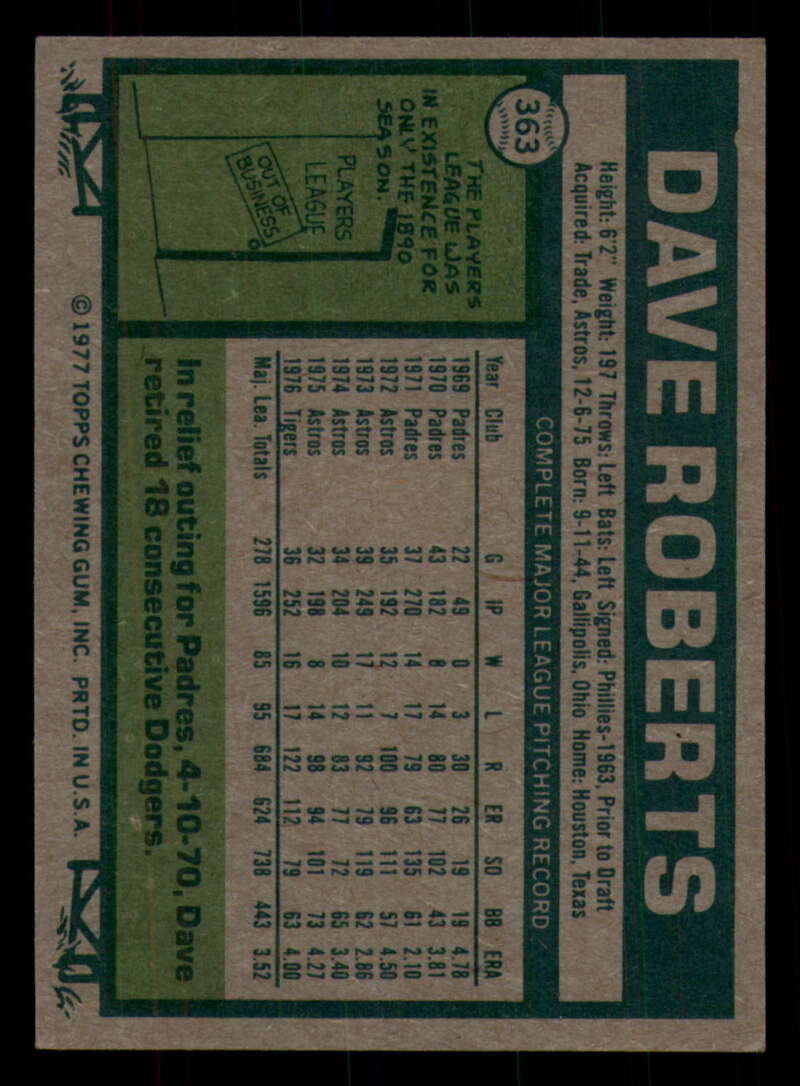 363
DAVE ROBERTS
Height: 6'2" Weight: 197 Throws: Left Bats: Left Signed: Phillies-1963, Prior to Draft
Acquired: Trade, Astros, 12-6-75 Born: 9-11-44, Gallipolis, Ohio Home: Houston, Texas
THE PLAYERS
LEAGUE WAS
IN EXISTENCE FOR
ONLY THE 1890
SEASON.
PLAYERS
LEAGUE
OUT OF
BUSINESS
COMPLETE MAJOR LEAGUE PITCHING RECORD
Year Club G IP W L R ER SO BB ERA
1969 Padres 22 49 0 3 30 26 19 19 4.78
1970 Padres 43 182 8 14 80 77 102 43 3.81
1971 Padres 37 270 14 17 79 63 135 61 2.10
1972 Astros 35 192 12 7 100 96 111 57 4.50
1973 Astros 39 249 17 11 92 79 119 62 2.86
1974 Astros 34 204 10 12 83 77 72 65 3.40
1975 Astros 32 198 8 14 98 94 101 73 4.27
1976 Tigers 36 252 16 17 122 112 79 63 4.00
Maj. Lea. Totals 278 1596 85 95 684 624 738 443 3.52
In relief outing for Padres, 4-10-70, Dave
retired 18 consecutive Dodgers.
© 1977 TOPPS CHEWING GUM, INC. PRTD. IN U.S.A.